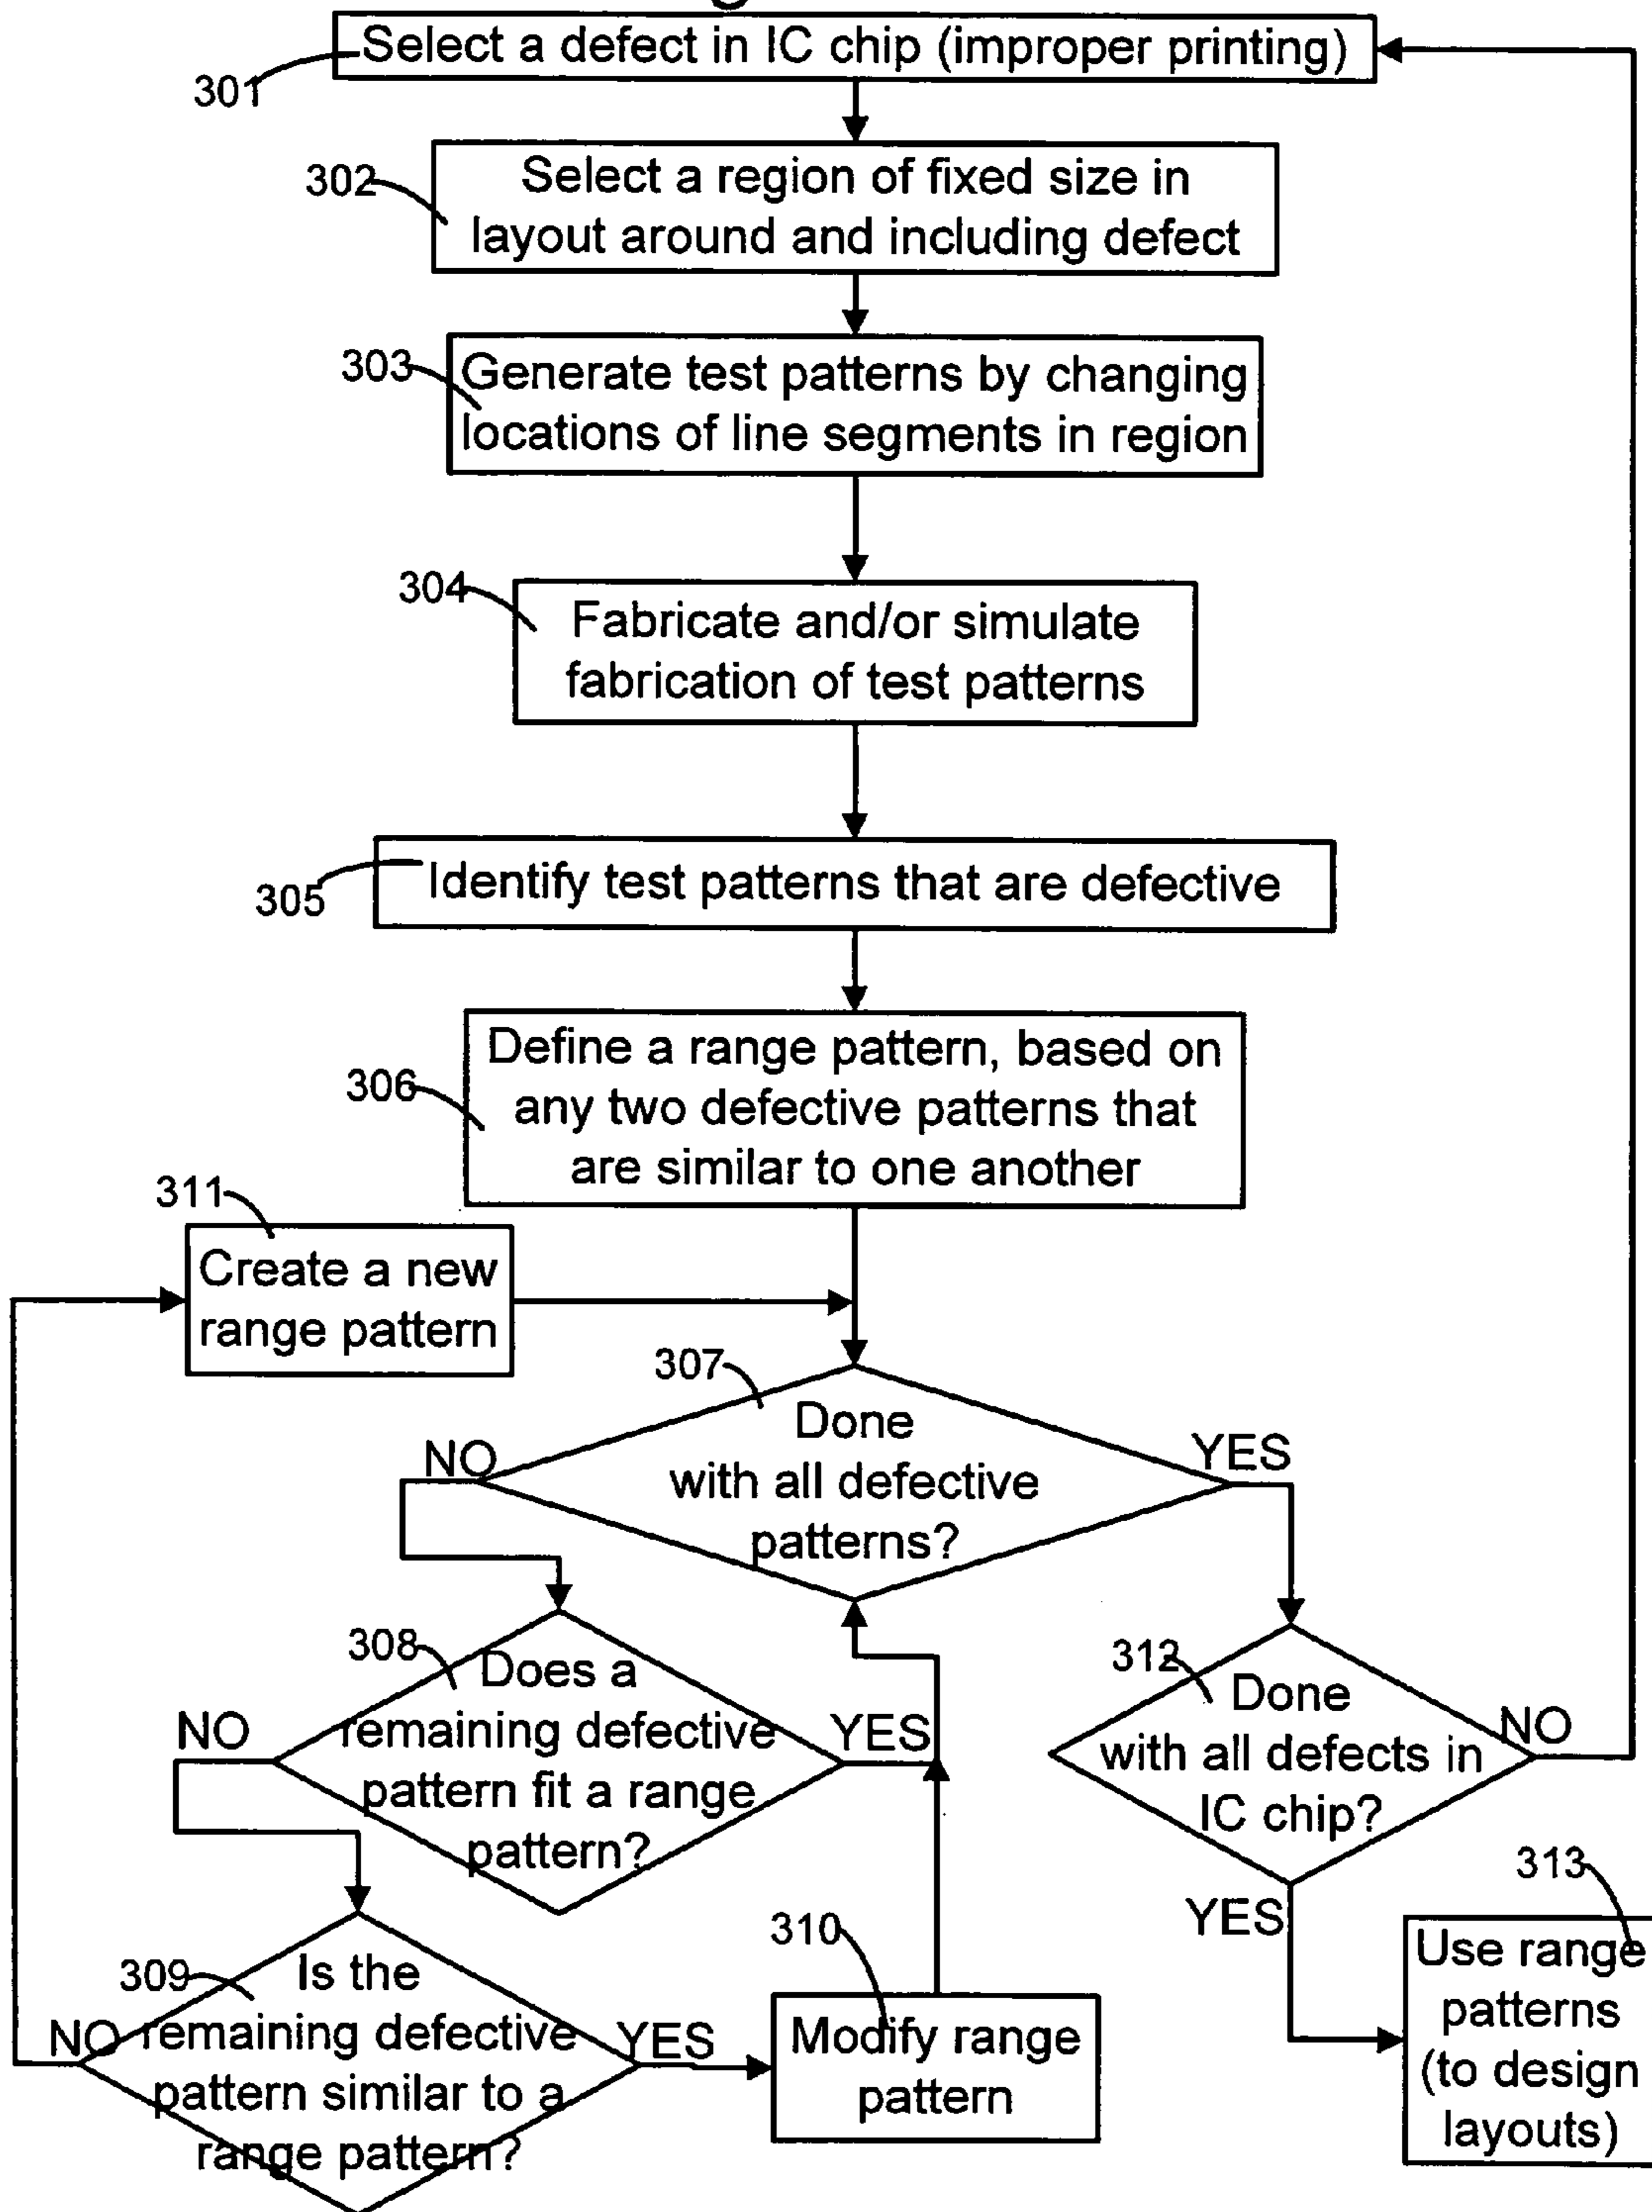 301
Select a defect in IC chip (improper printing)
302
Select a region of fixed size in
layout around and including defect
303
Generate test patterns by changing
locations of line segments in region
304
Fabricate and/or simulate
fabrication of test patterns
305
Identify test patterns that are defective
306
Define a range pattern, based on
any two defective patterns that
are similar to one another
311
Create a new
range pattern
307
Done
with all defective
patterns?
NO
YES
308
Does a
remaining defective
pattern fit a range
pattern?
NO
YES
312
Done
with all defects in
IC chip?
NO
YES
309
Is the
remaining defective
pattern similar to a
range pattern?
NO
YES
310
Modify range
pattern
313
Use range
patterns
(to design
layouts)